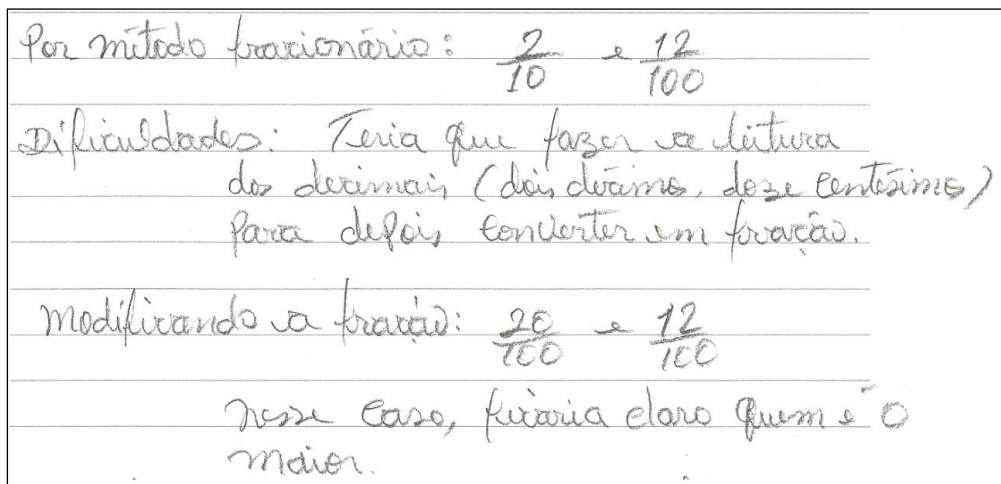 Por método fracionário: 2/10 e 12/100
Dificuldades: Teria que fazer a leitura
dos decimais (dois décimos, doze centésimos)
para depois converter em fração.
Modificando a fração: 20/100 e 12/100
nesse caso, ficaria claro quem é o
maior.